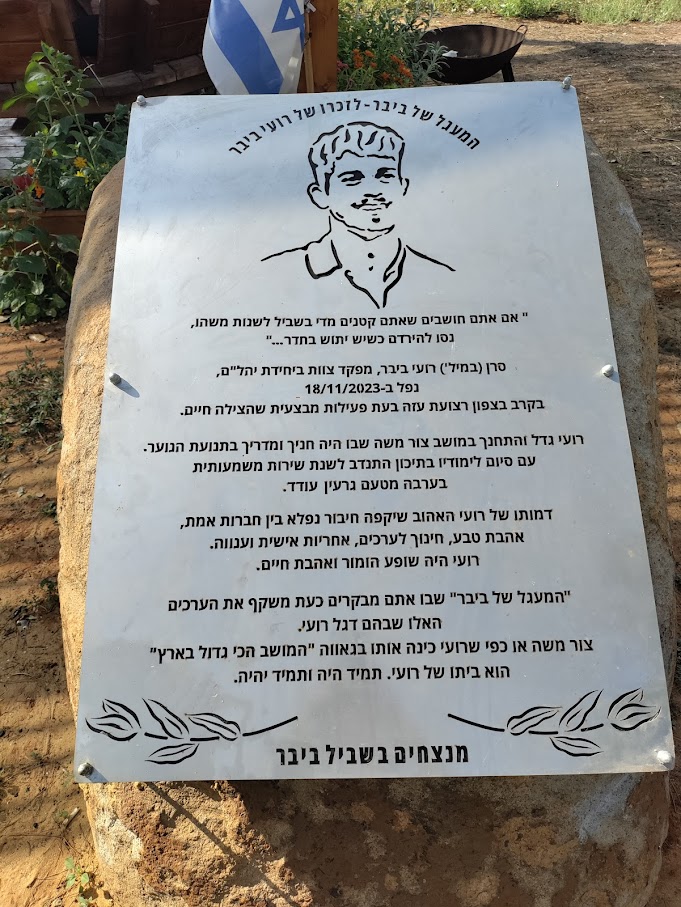 המעגל של ביבר - לזכרו של רועי ביבר
" אם אתם חושבים שאתם קטנים מדי בשביל לשנות משהו,
נסו להירדם כשיש יתוש בחדר..."
סרן (במיל') רועי ביבר, מפקד צוות ביחידת יהל"ם,
נפל ב-18/11/2023
בקרב בצפון רצועת עזה בעת פעילות מבצעית שהצילה חיים.
רועי גדל והתחנך במושב צור משה שבו היה חניך ומדריך בתנועת הנוער.
עם סיום לימודיו בתיכון התנדב לשנת שירות משמעותית
בערבה מטעם גרעין עודד.
דמותו של רועי האהוב שיקפה חיבור נפלא בין חברות אמת,
אהבת טבע, חינוך לערכים, אחריות אישית וענווה.
רועי היה שופע הומור ואהבת חיים.
"המעגל של ביבר" שבו אתם מבקרים כעת משקף את הערכים
האלו שבהם דגל רועי.
צור משה או כפי שרועי כינה אותו בגאווה "המושב הכי גדול בארץ"
הוא ביתו של רועי. תמיד היה ותמיד יהיה.
מנצחים בשביל ביבר